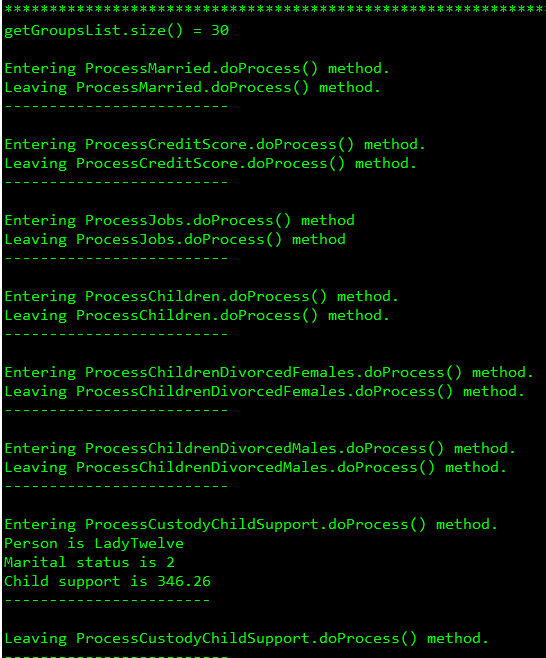 *************************************************************
getGroupsList.size() = 30
Entering ProcessMarried.doProcess() method.
Leaving ProcessMarried.doProcess() method.
-------------------------
Entering ProcessCreditScore.doProcess() method.
Leaving ProcessCreditScore.doProcess() method.
-------------------------
Entering ProcessJobs.doProcess() method
Leaving ProcessJobs.doProcess() method
-------------------------
Entering ProcessChildren.doProcess() method.
Leaving ProcessChildren.doProcess() method.
-------------------------
Entering ProcessChildrenDivorcedFemales.doProcess() method.
Leaving ProcessChildrenDivorcedFemales.doProcess() method.
-------------------------
Entering ProcessChildrenDivorcedMales.doProcess() method.
Leaving ProcessChildrenDivorcedMales.doProcess() method.
-------------------------
Entering ProcessCustodyChildSupport.doProcess() method.
Person is LadyTwelve
Marital status is 2
Child support is 346.26
-----------------------
Leaving ProcessCustodyChildSupport.doProcess() method.
-------------------------